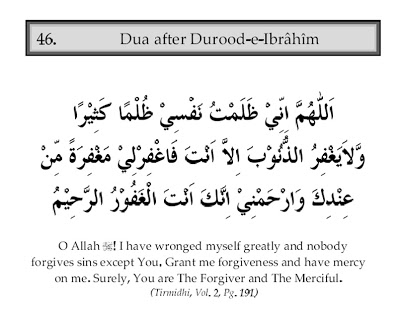 46. Dua after Durood-e-Ibrâhîm
اَللّٰهُمَّ اِنِّيْ ظَلَمْتُ نَفْسِيْ ظُلْمًا كَثِيْرًا
وَّلاَيَغْفِرُ الذُّنُوْبَ اِلاَّ اَنْتَ فَاغْفِرْلِيْ مَغْفِرَةً مِّنْ
عِنْدِكَ وَارْحَمْنِيْ اِنَّكَ اَنْتَ الْغَفُوْرُ الرَّحِيْمُ
O Allah ﷻ! I have wronged myself greatly and nobody
forgives sins except You, Grant me forgiveness and have mercy
on me. Surely, You are The Forgiver and The Merciful.
(Tirmidhi, Vol. 2, Pg. 191)